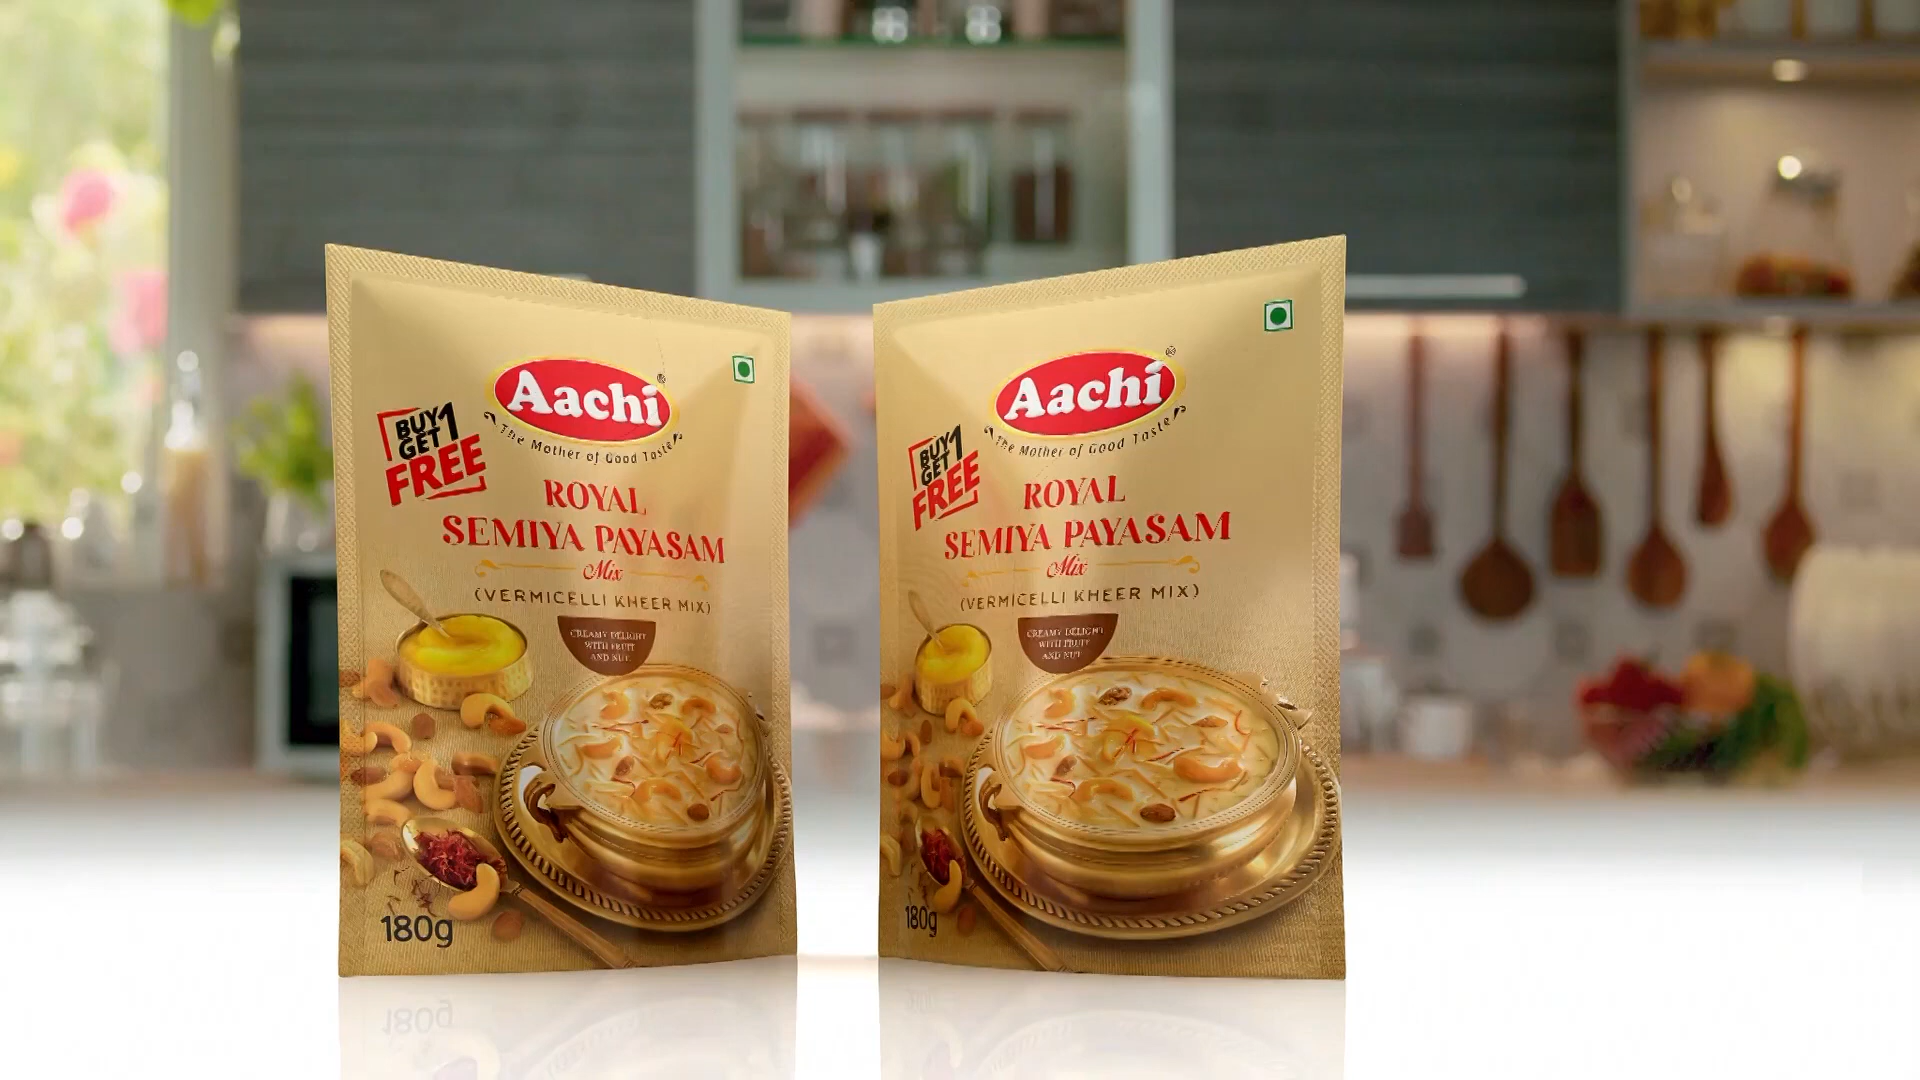 Aachi
®
The Mother of Good Taste
BUY 1
GET
FREE
ROYAL
SEMIYA PAYASAM
Mix
(VERMICELLI KHEER MIX)
CREAMY DELIGHT
WITH FRUIT
AND NUT
180g
Aachi
®
The Mother of Good Taste
BUY 1
GET
FREE
ROYAL
SEMIYA PAYASAM
Mix
(VERMICELLI KHEER MIX)
CREAMY DELIGHT
WITH FRUIT
AND NUT
180g